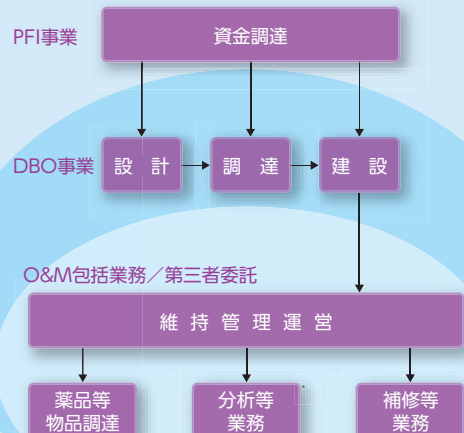 PFI事業
資金調達
DBO事業
設計
調達
建設
O&M包括業務／第三者委託
維持管理運営
薬品等
物品調達
分析等
業務
補修等
業務